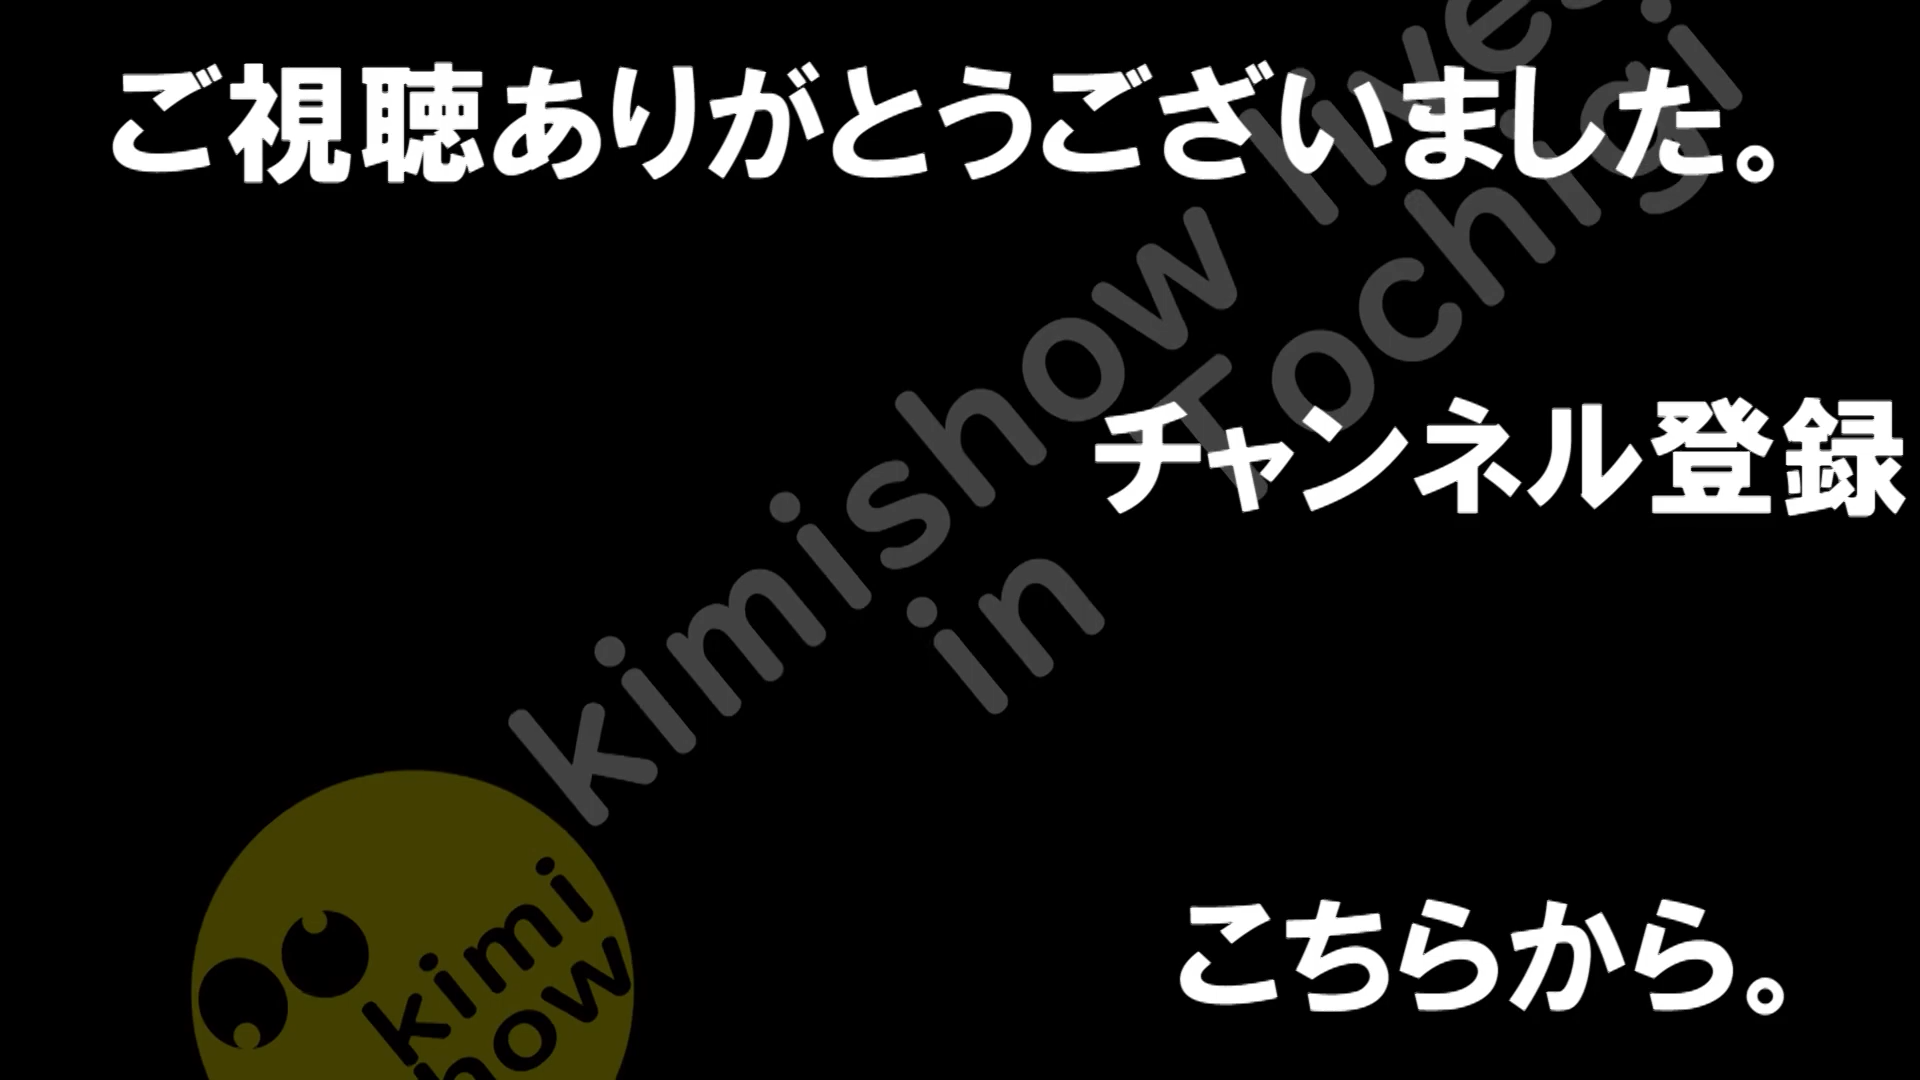 ご視聴ありがとうございました。
kimishow lives
in Tochigi
チャンネル登録
こちらから。
kimi
show